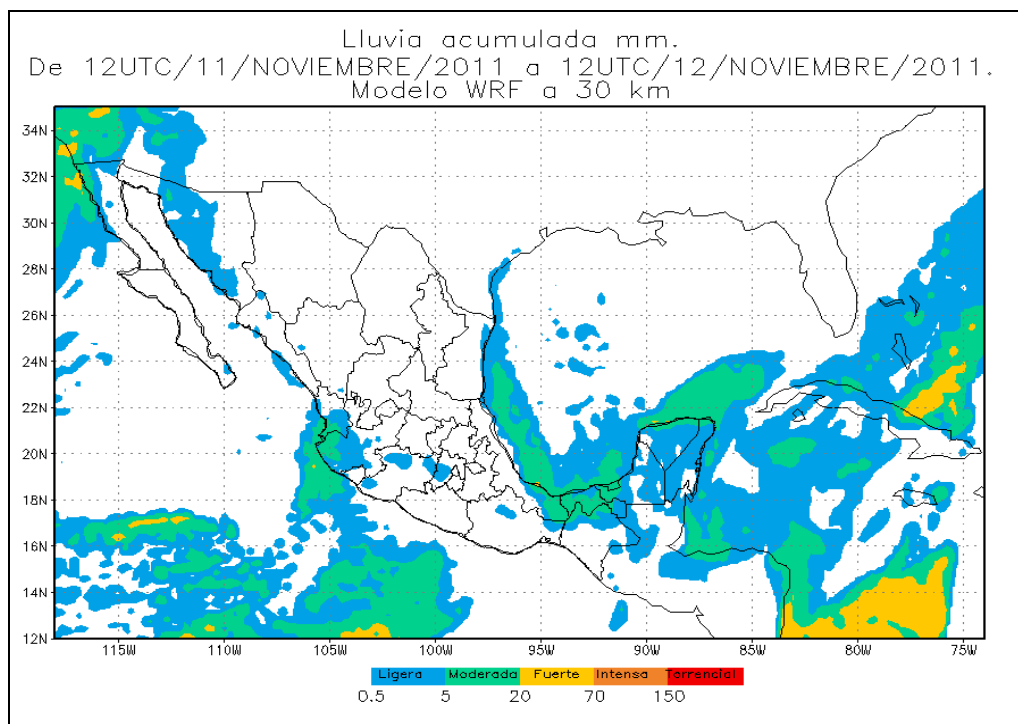 Lluvia acumulada mm.
De 12UTC/11/NOVIEMBRE/2011 a 12UTC/12/NOVIEMBRE/2011.
Modelo WRF a 30 km
34N
32N
30N
28N
26N
24N
22N
20N
18N
16N
14N
12N
115W 110W 105W 100W 95W 90W 85W 80W 75W
Ligera Moderada Fuerte Intensa Torrencial
0.5 5 20 70 150